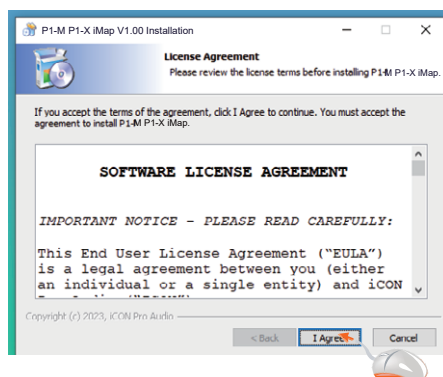 P1-M P1-X iMap V1.00 Installation
License Agreement
Please review the license terms before installing P1-M P1-X iMap.
If you accept the terms of the agreement, click I Agree to continue. You must accept the
agreement to install P1-M P1-X iMap.
SOFTWARE LICENSE AGREEMENT
IMPORTANT NOTICE – PLEASE READ CAREFULLY:
This End User License Agreement (“EULA”)
is a legal agreement between you (either
an individual or a single entity) and iCON
Copyright (c) 2023, iCON Pro Audio
< Back
I Agree
Cancel